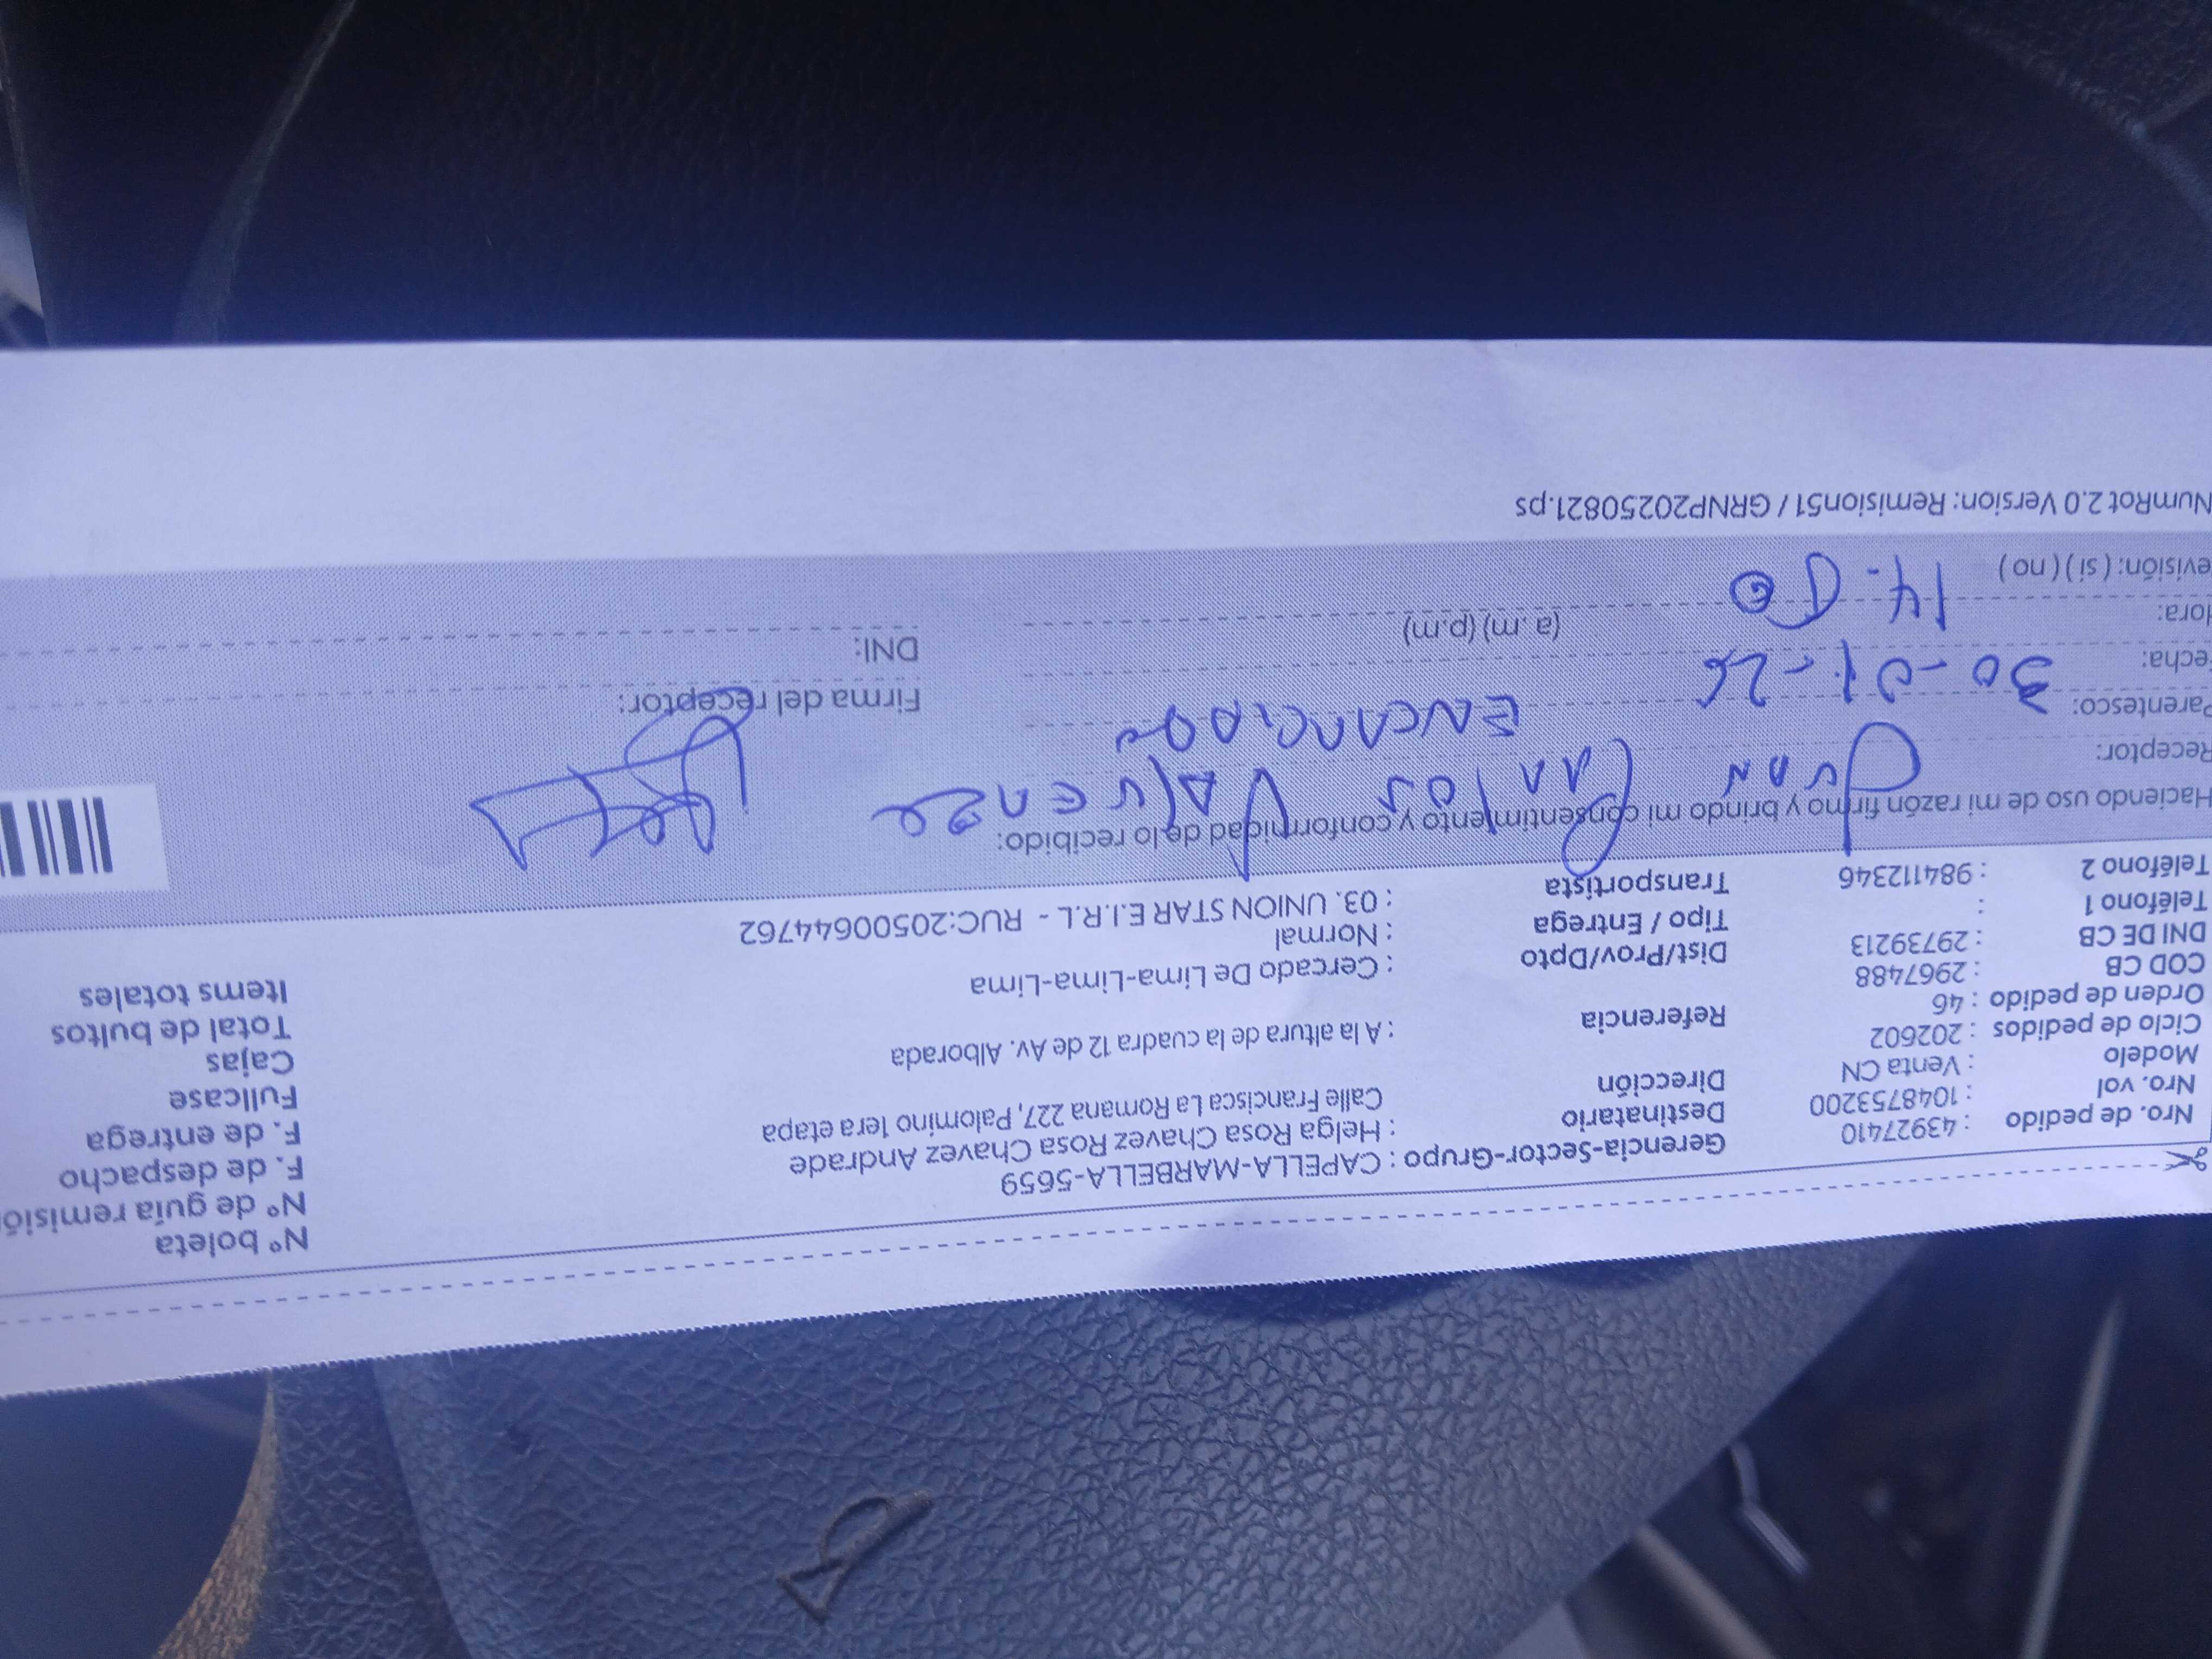 Nro. de pedido : 43927410
Nro. vol : 1048753200
Modelo : Venta CN
Ciclo de pedidos : 202602
Orden de pedido : 46
COD CB : 2967488
DNI DE CB : 29739213
Teléfono 1 :
Teléfono 2 : 984112346
Gerencia-Sector-Grupo : CAPELLA-MARBELLA-5659
Destinatario : Helga Rosa Chavez Rosa Chavez Andrade
Dirección Calle Francisca La Romana 227, Palomino 1era etapa
Referencia : A la altura de la cuadra 12 de Av. Alborada
Dist/Prov/Dpto : Cercado De Lima-Lima-Lima
Tipo / Entrega : Normal
Transportista : 03. UNION STAR E.I.R.L - RUC:20500644762
N° boleta
N° de guía remisió
F. de despacho
F. de entrega
Fullcase
Cajas
Total de bultos
Items totales
Haciendo uso de mi razón firmo y brindo mi consentimiento y conformidad de lo recibido:
Receptor: Juan Carlos
Parentesco: ENCARGADO
echa: 30-01-26
ora: 14. (a. m) (p.m)
evisión: ( si ) ( no )
Firma del receptor:
DNI:
NumRot 2.0 Version: Remision51 / GRNP20250821.ps